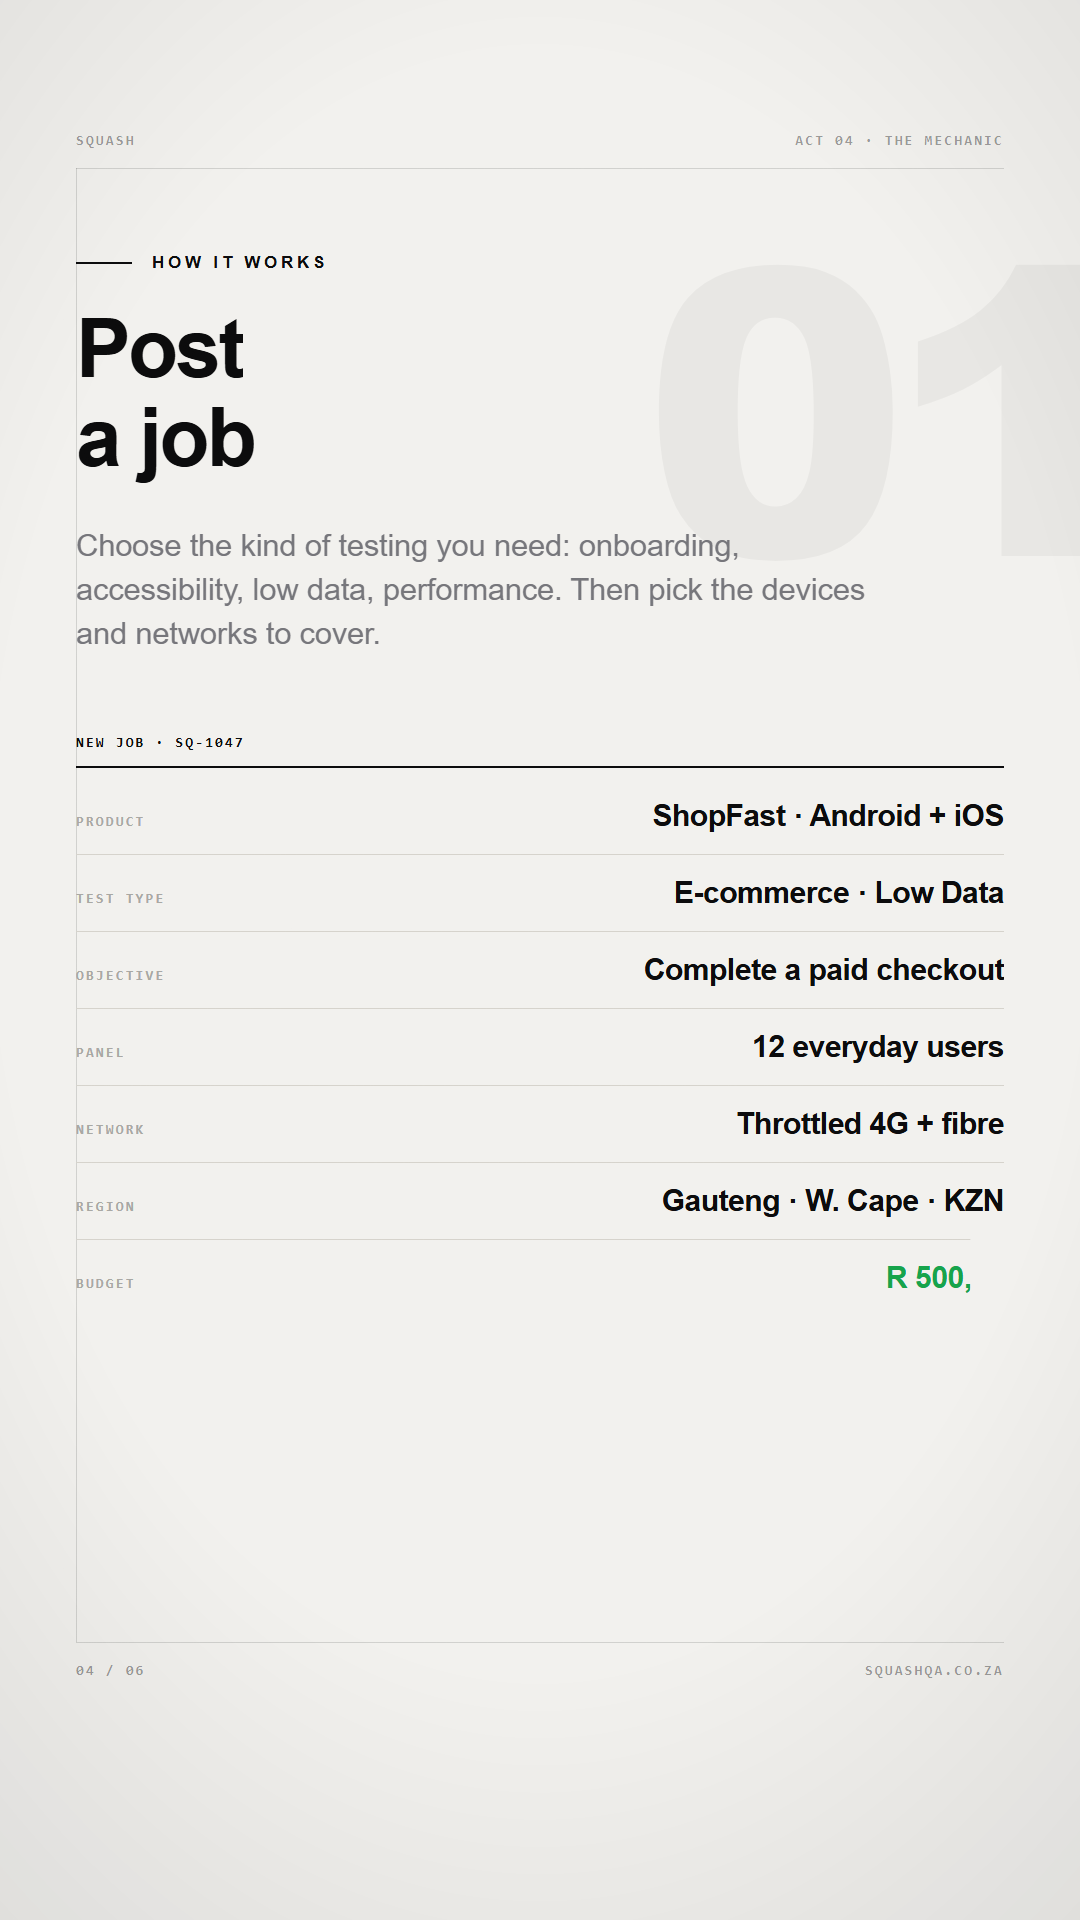 SQUASH
ACT 04 · THE MECHANIC
HOW IT WORKS
01
Post
a job
Choose the kind of testing you need: onboarding,
accessibility, low data, performance. Then pick the devices
and networks to cover.
NEW JOB · SQ-1047
PRODUCT ShopFast · Android + iOS
TEST TYPE E-commerce · Low Data
OBJECTIVE Complete a paid checkout
PANEL 12 everyday users
NETWORK Throttled 4G + fibre
REGION Gauteng · W. Cape · KZN
BUDGET R 500,
04 / 06
SQUASHQA.CO.ZA